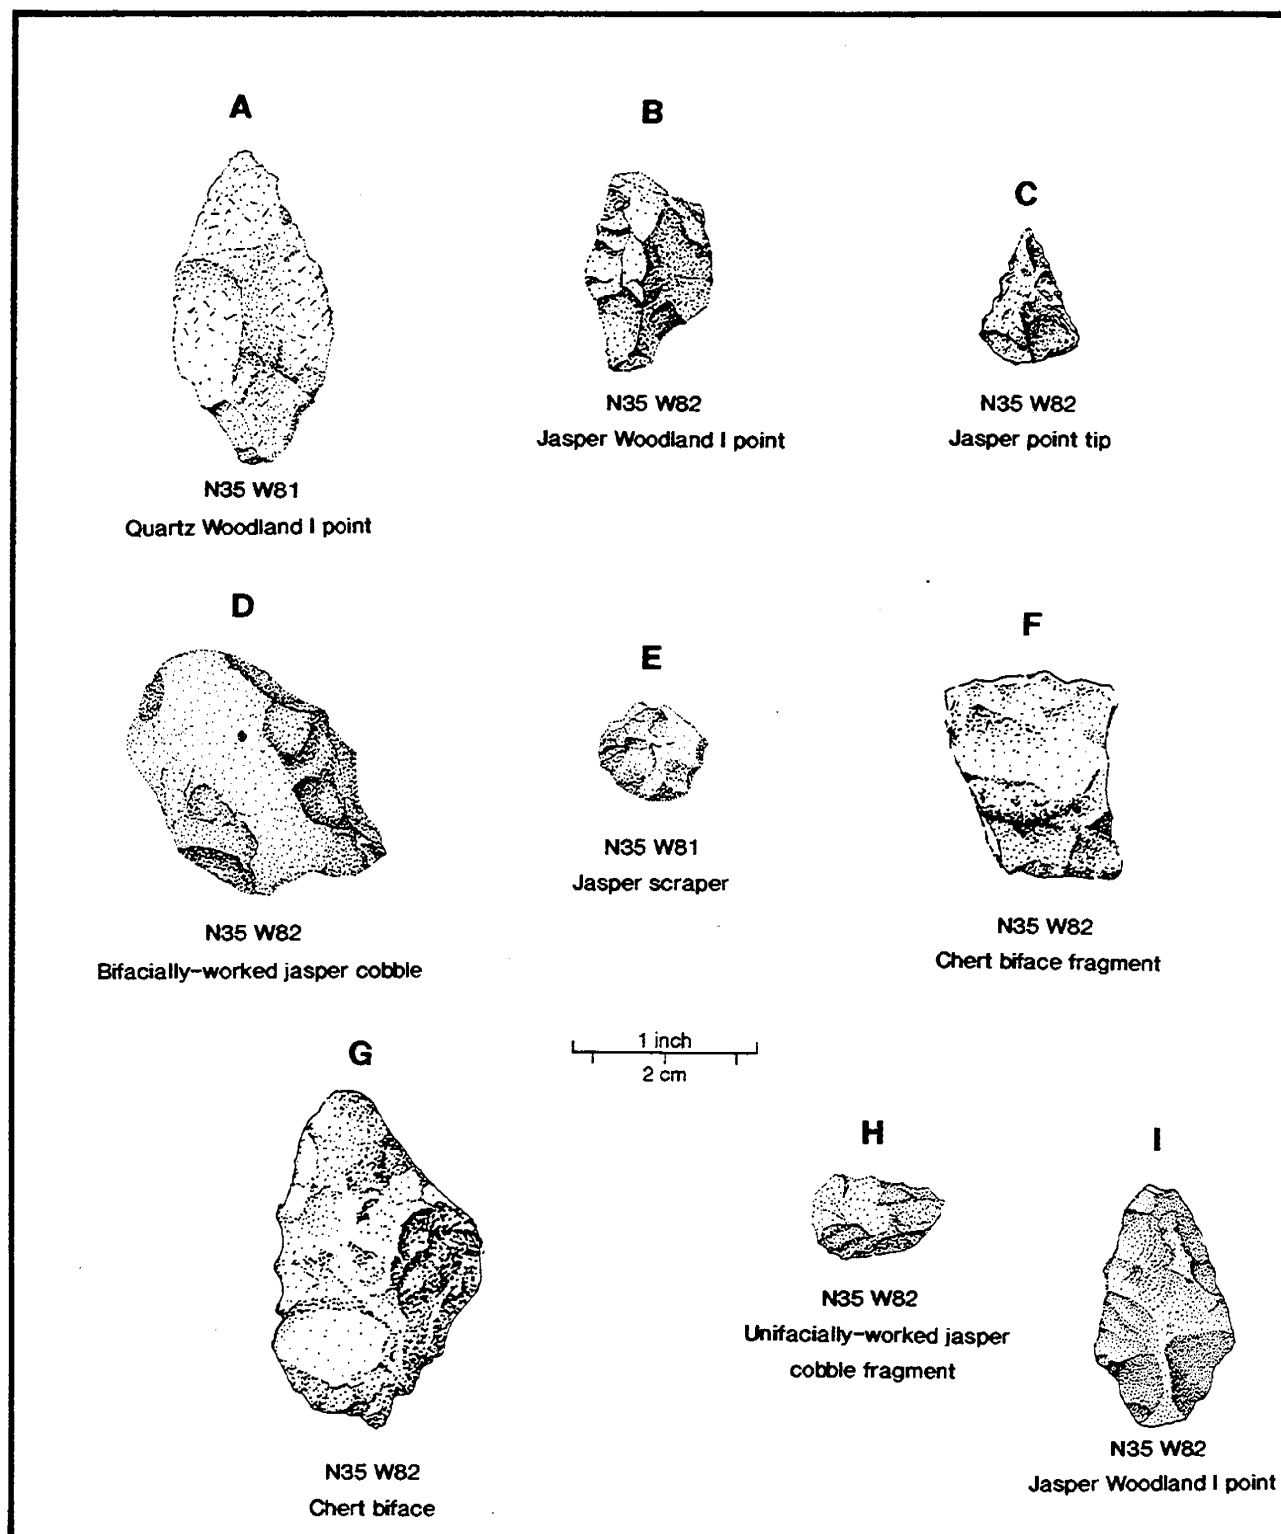 A
N35 W81
Quartz Woodland I point
B
N35 W82
Jasper Woodland I point
C
N35 W82
Jasper point tip
D
N35 W82
Bifacially-worked jasper cobble
E
N35 W81
Jasper scraper
F
N35 W82
Chert biface fragment
1 inch
2 cm
G
N35 W82
Chert biface
H
N35 W82
Unifacially-worked jasper
cobble fragment
I
N35 W82
Jasper Woodland I point